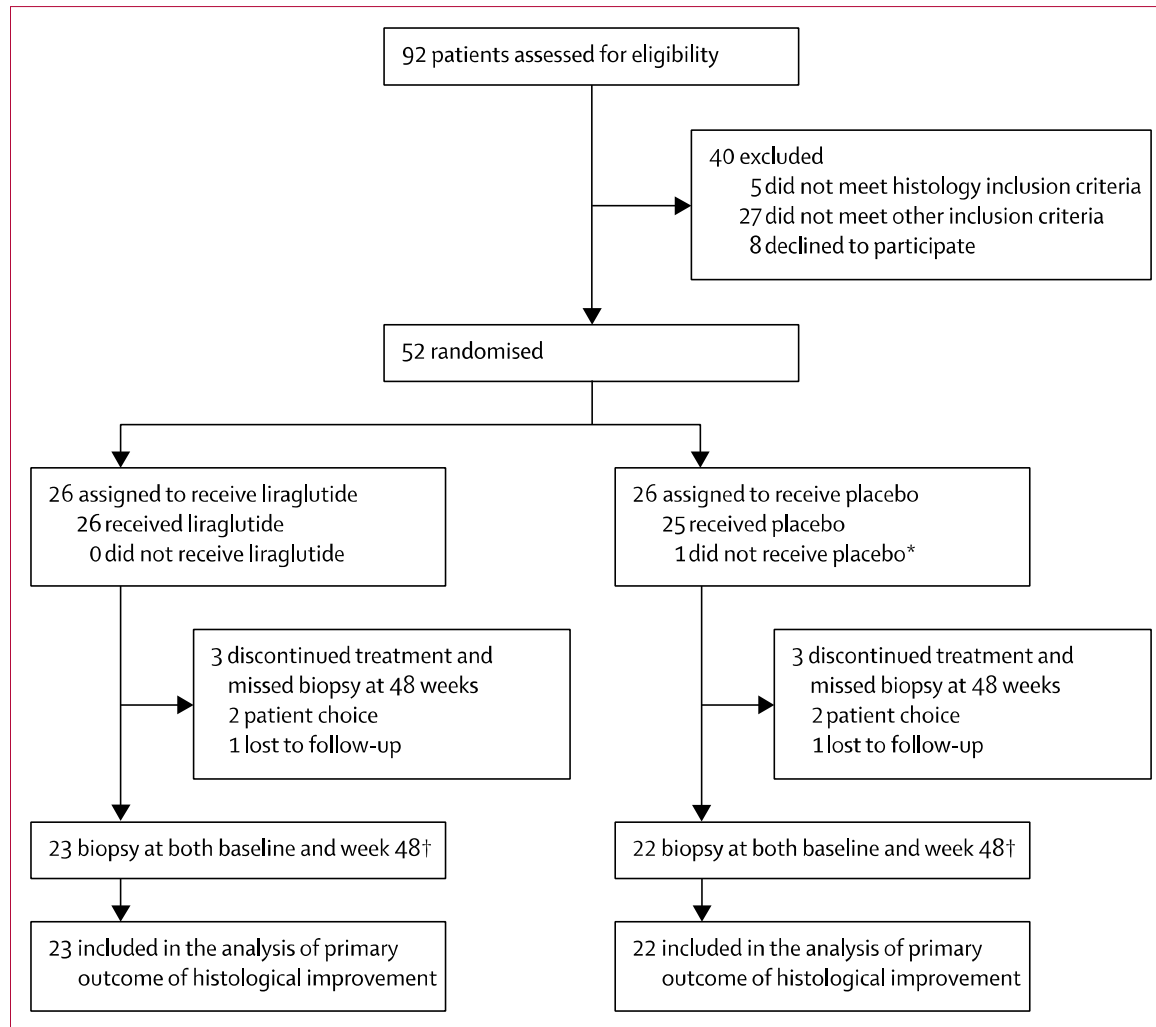 92 patients assessed for eligibility
40 excluded
5 did not meet histology inclusion criteria
27 did not meet other inclusion criteria
8 declined to participate
52 randomised
26 assigned to receive liraglutide
26 received liraglutide
0 did not receive liraglutide
26 assigned to receive placebo
25 received placebo
1 did not receive placebo*
3 discontinued treatment and
missed biopsy at 48 weeks
2 patient choice
1 lost to follow-up
3 discontinued treatment and
missed biopsy at 48 weeks
2 patient choice
1 lost to follow-up
23 biopsy at both baseline and week 48†
22 biopsy at both baseline and week 48†
23 included in the analysis of primary
outcome of histological improvement
22 included in the analysis of primary
outcome of histological improvement